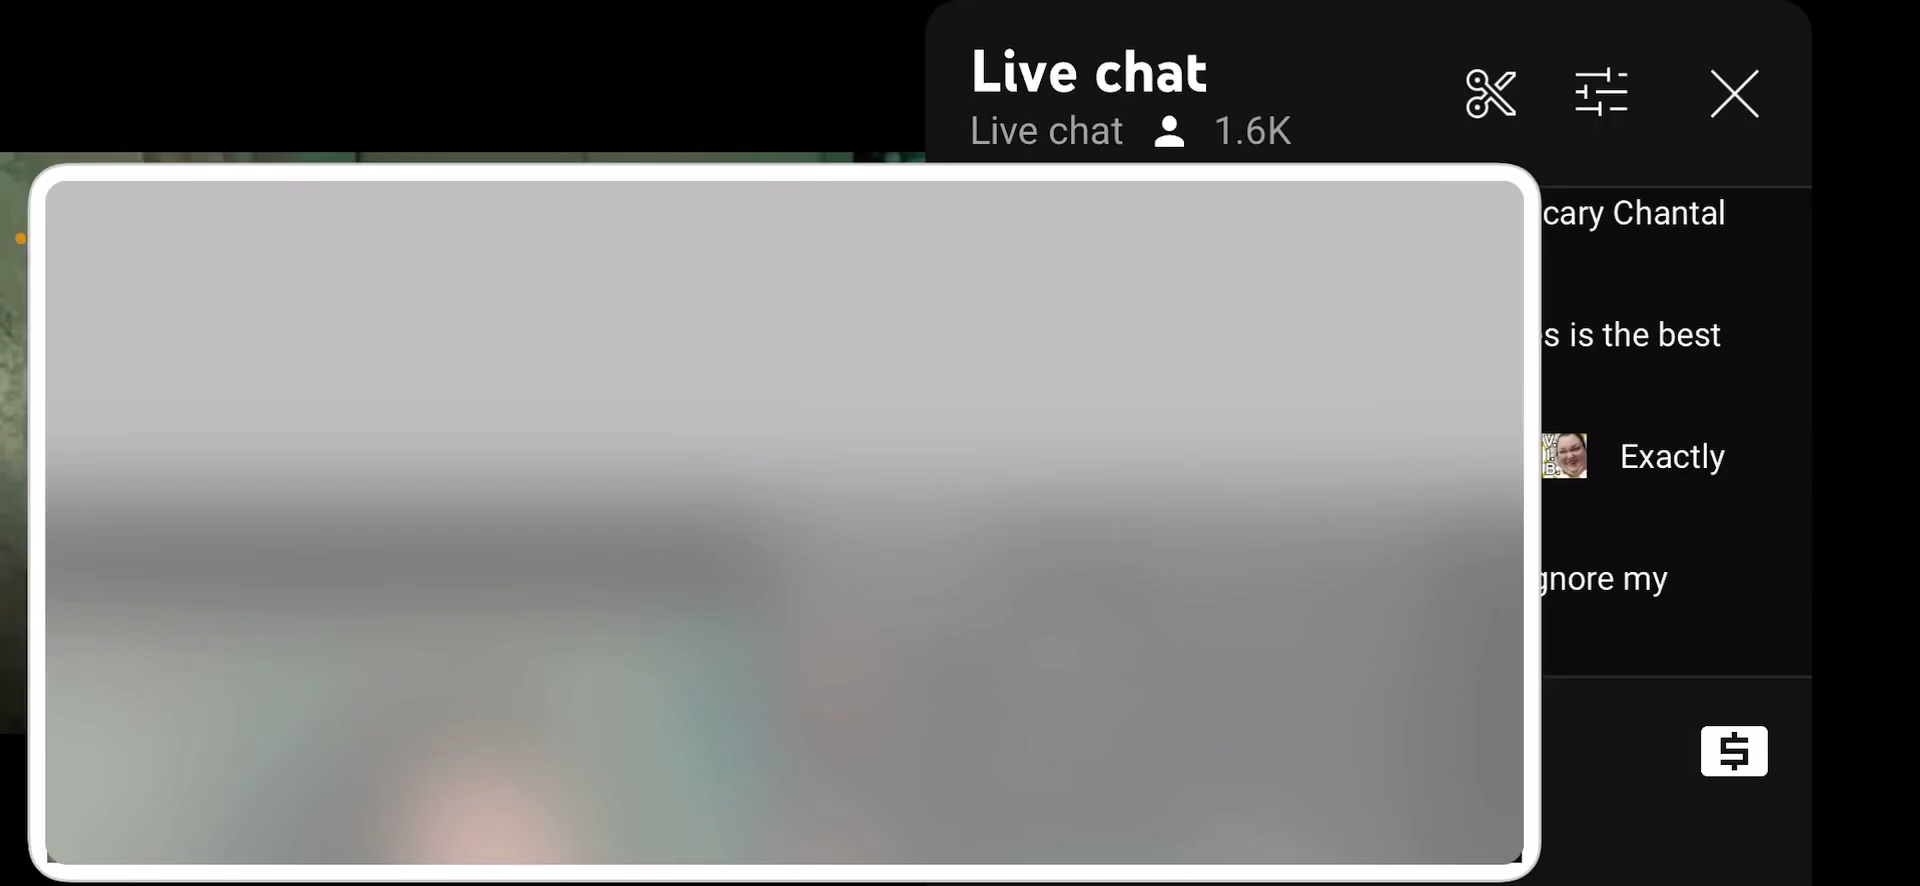 Live chat
Live chat 1.6K
cary Chantal
s is the best
V.I.B. Exactly
gnore my
$